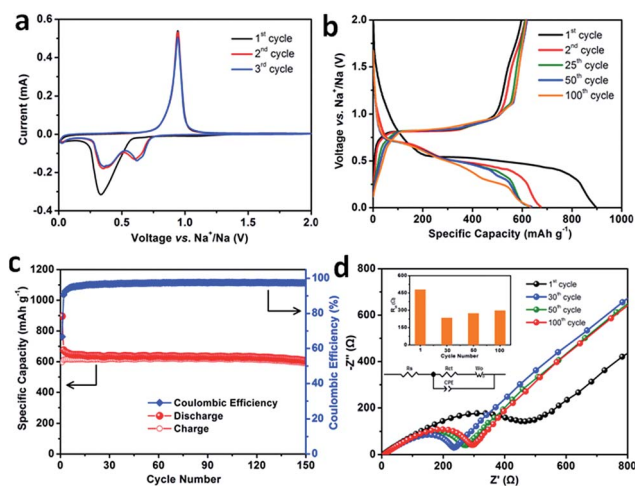 a
0.6
0.4
0.2
0.0
-0.2
-0.4
Current (mA)
1st cycle
2nd cycle
3rd cycle
0.0 0.5 1.0 1.5 2.0
Voltage vs. Na+/Na (V)
b
2.0
1.6
1.2
0.8
0.4
0.0
Voltage vs. Na+/Na (V)
1st cycle
2nd cycle
25th cycle
50th cycle
100th cycle
0 200 400 600 800 1000
Specific Capacity (mAh g-1)
c
1200
1000
800
600
400
200
0
Specific Capacity (mAh g-1)
100
80
60
40
20
0
Coulombic Efficiency (%)
Coulombic Efficiency
Discharge
Charge
0 30 60 90 120 150
Cycle Number
d
800
600
400
200
0
-Z'' (Ω)
600
450
300
150
0
1 30 50 100
Cycle Number
1st cycle
30th cycle
50th cycle
100th cycle
Rs Rct Wo
CPE
0 200 400 600 800
Z' (Ω)